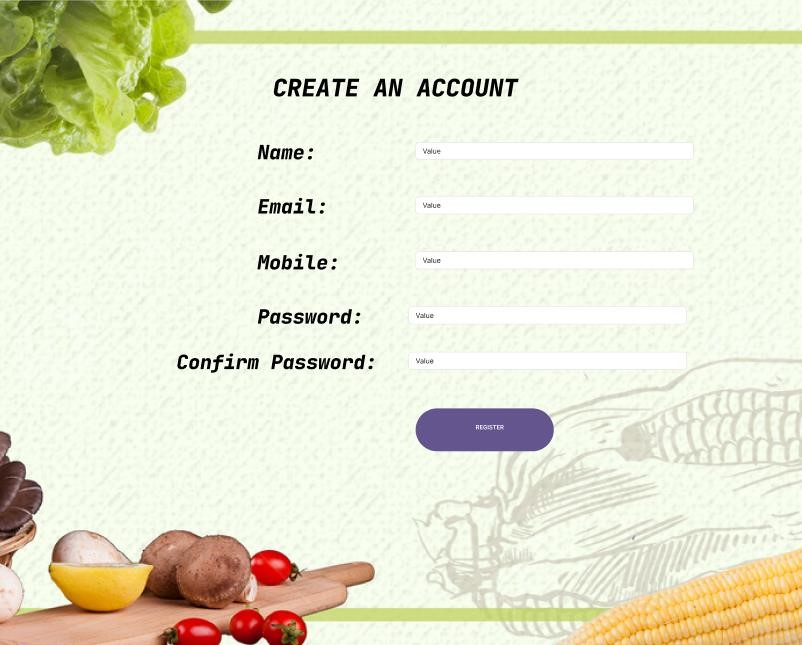 CREATE AN ACCOUNT
Name: Value
Email: Value
Mobile: Value
Password: Value
Confirm Password: Value
REGISTER